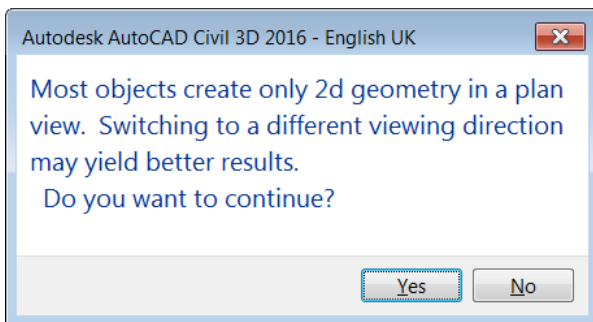 Autodesk AutoCAD Civil 3D 2016 - English UK
Most objects create only 2d geometry in a plan
view.  Switching to a different viewing direction
may yield better results.
  Do you want to continue?
Yes No